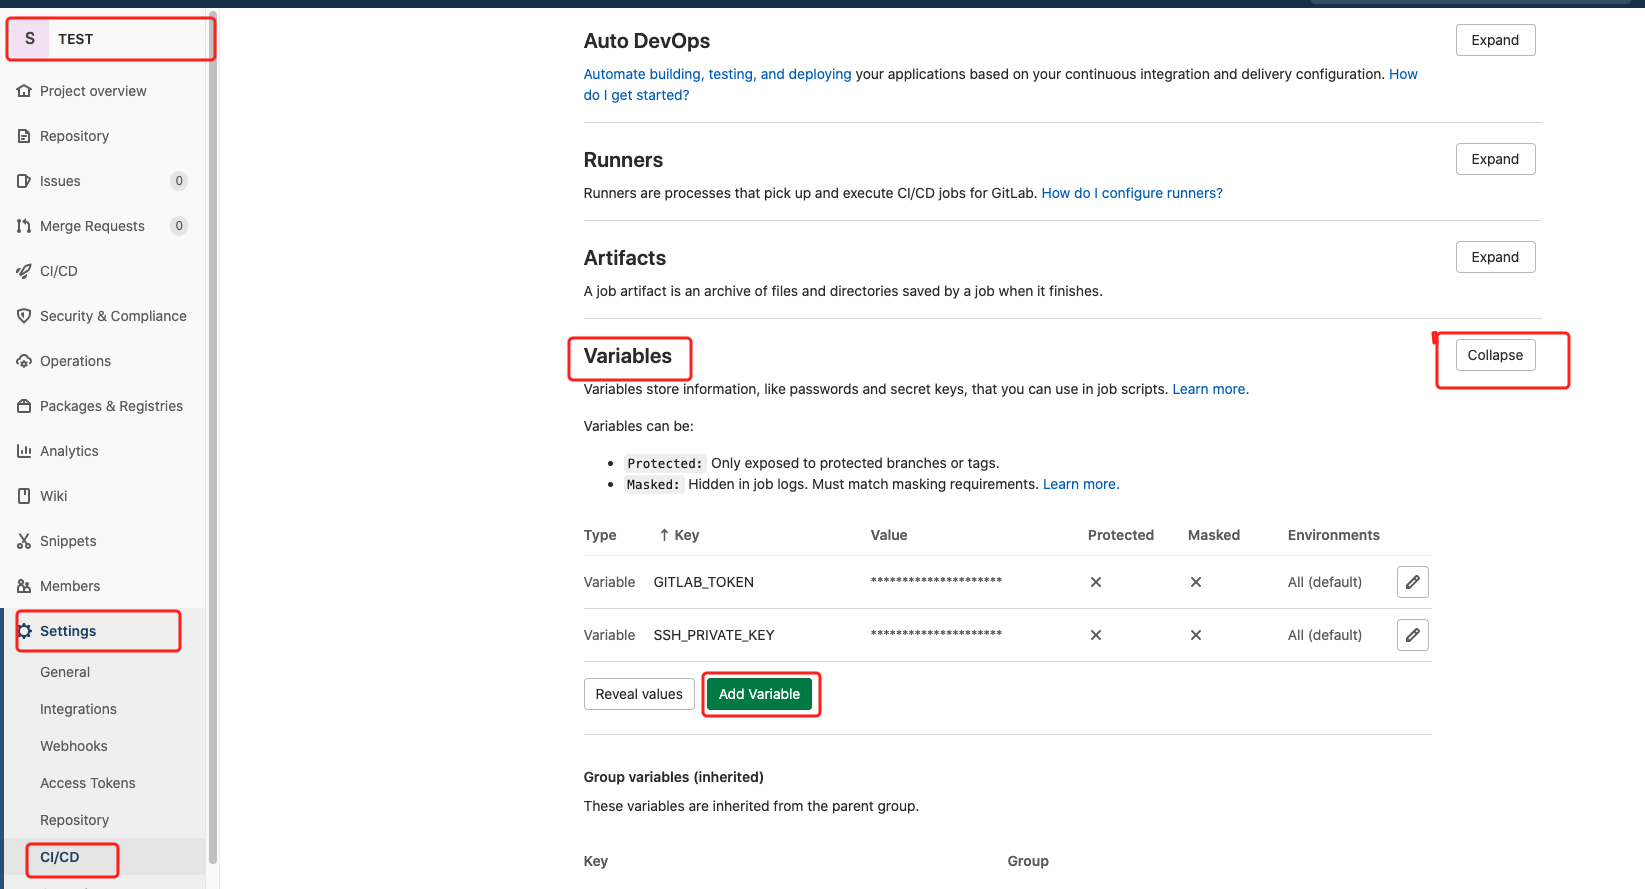 S TEST
Project overview
Repository
Issues 0
Merge Requests 0
CI/CD
Security & Compliance
Operations
Packages & Registries
Analytics
Wiki
Snippets
Members
Settings
General
Integrations
Webhooks
Access Tokens
Repository
CI/CD
Auto DevOps
Expand
Automate building, testing, and deploying your applications based on your continuous integration and delivery configuration. How
do I get started?
Runners
Expand
Runners are processes that pick up and execute CI/CD jobs for GitLab. How do I configure runners?
Artifacts
Expand
A job artifact is an archive of files and directories saved by a job when it finishes.
Variables
Collapse
Variables store information, like passwords and secret keys, that you can use in job scripts. Learn more.
Variables can be:
• Protected: Only exposed to protected branches or tags.
• Masked: Hidden in job logs. Must match masking requirements. Learn more.
Type ↑ Key Value Protected Masked Environments
Variable GITLAB_TOKEN ********************* ✕ ✕ All (default)
Variable SSH_PRIVATE_KEY ********************* ✕ ✕ All (default)
Reveal values Add Variable
Group variables (inherited)
These variables are inherited from the parent group.
Key Group